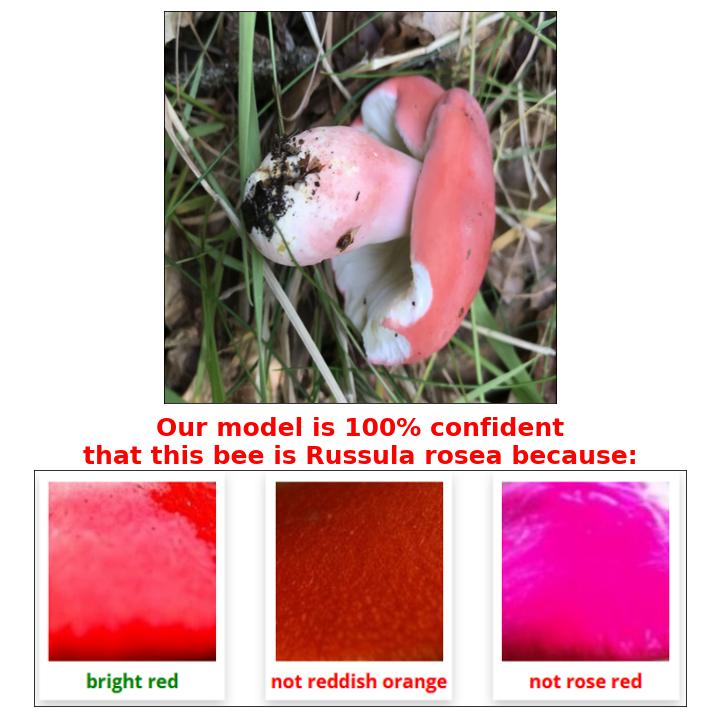 Our model is 100% confident
that this bee is Russula rosea because:
bright red
not reddish orange
not rose red